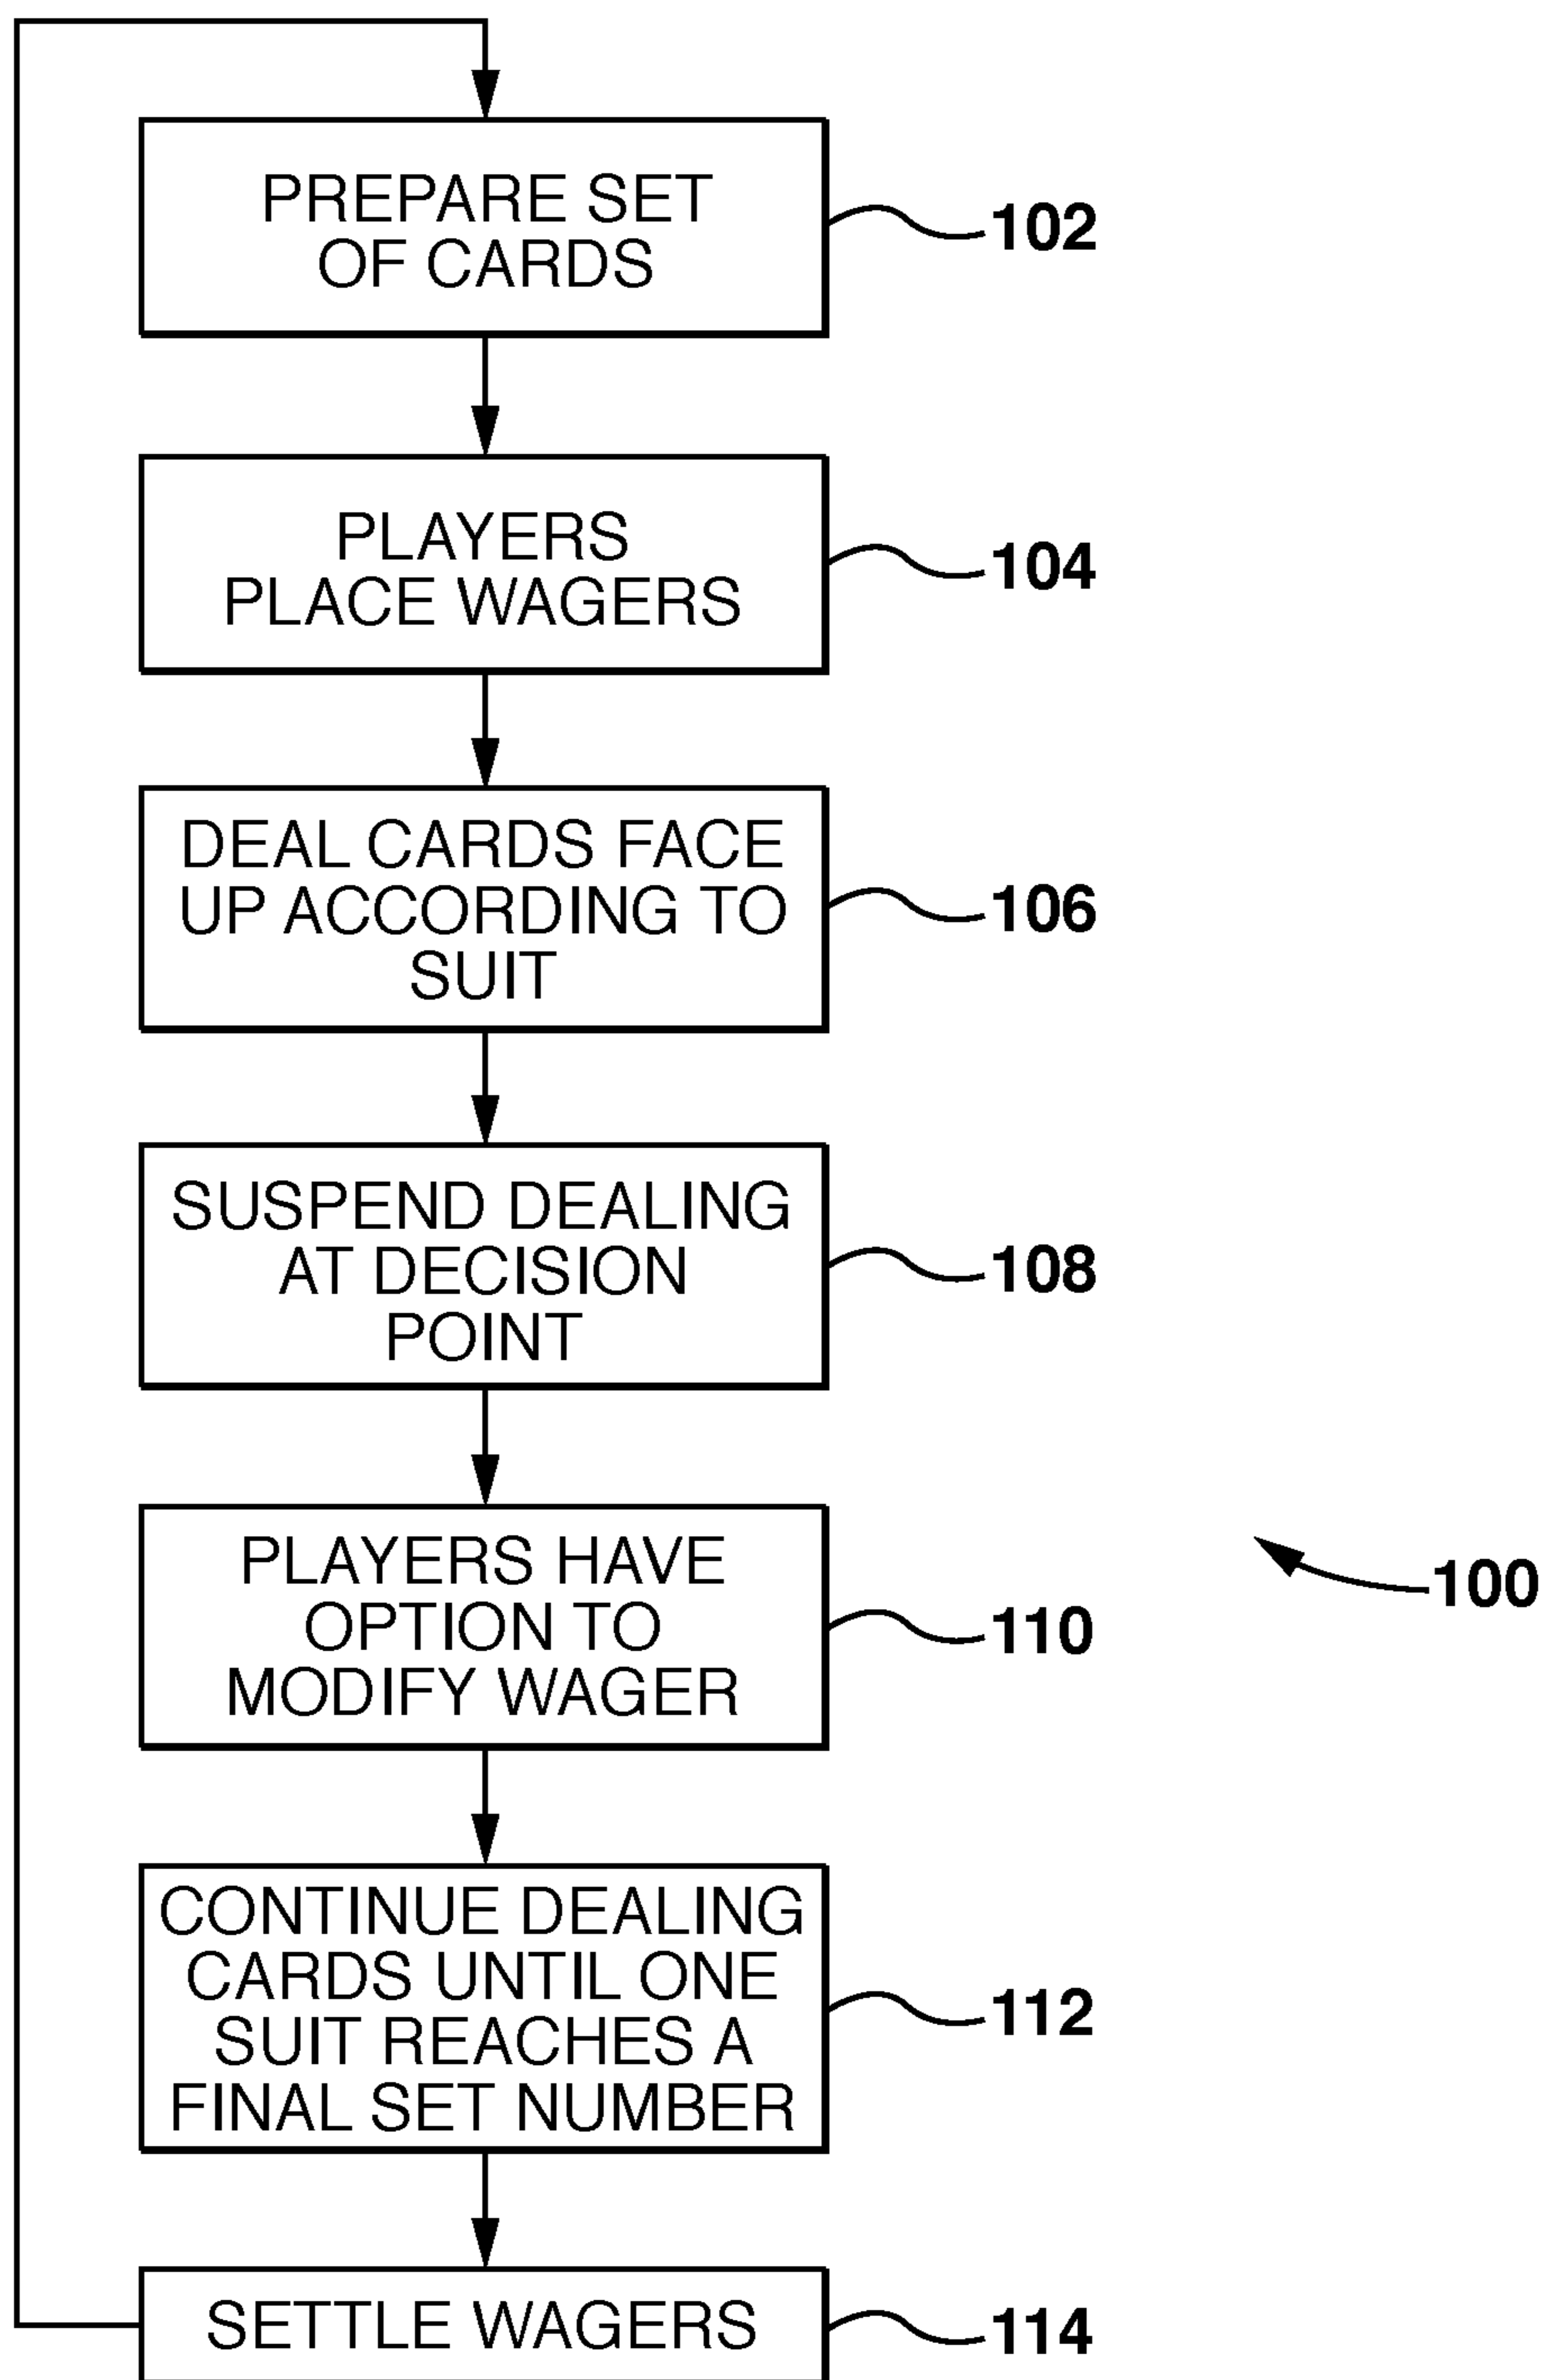 PREPARE SET
OF CARDS
102
PLAYERS
PLACE WAGERS
104
DEAL CARDS FACE
UP ACCORDING TO
SUIT
106
SUSPEND DEALING
AT DECISION
POINT
108
PLAYERS HAVE
OPTION TO
MODIFY WAGER
110
100
CONTINUE DEALING
CARDS UNTIL ONE
SUIT REACHES A
FINAL SET NUMBER
112
SETTLE WAGERS
114